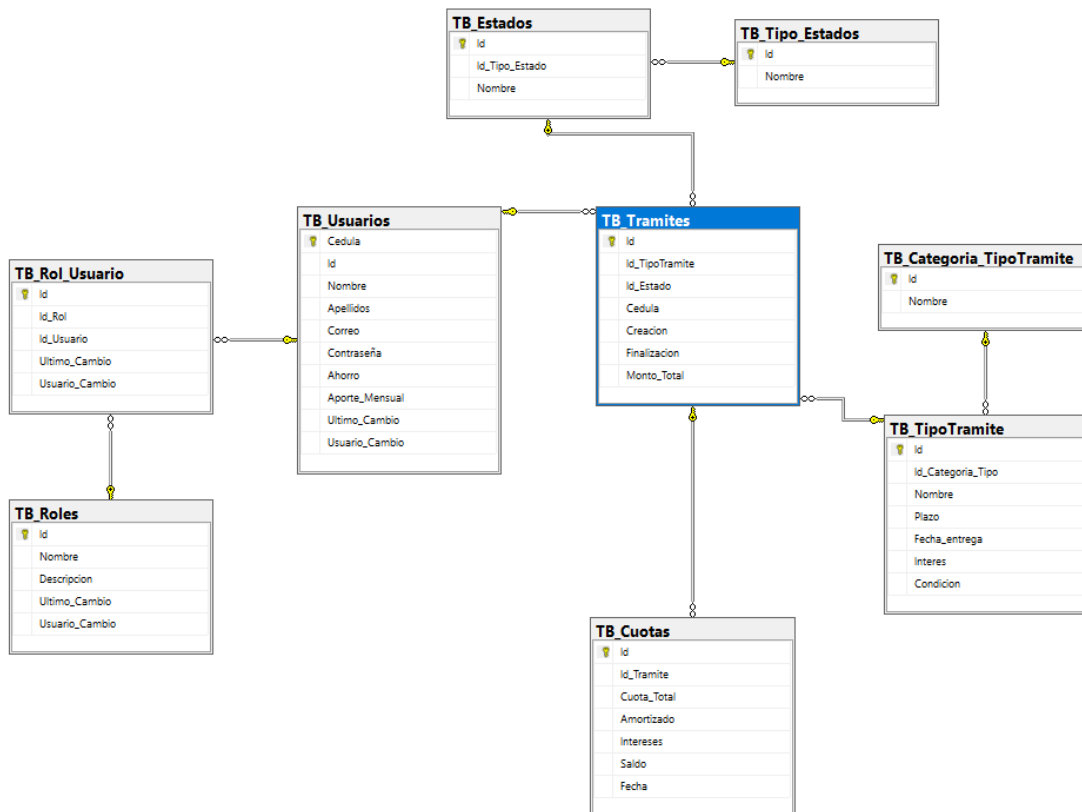 TB_Estados
Id
Id_Tipo_Estado
Nombre
TB_Tipo_Estados
Id
Nombre
TB_Usuarios
Cedula
Id
Nombre
Apellidos
Correo
Contraseña
Ahorro
Aporte_Mensual
Ultimo_Cambio
Usuario_Cambio
TB_Tramites
Id
Id_TipoTramite
Id_Estado
Cedula
Creacion
Finalizacion
Monto_Total
TB_Categoria_TipoTramite
Id
Nombre
TB_Rol_Usuario
Id
Id_Rol
Id_Usuario
Ultimo_Cambio
Usuario_Cambio
TB_TipoTramite
Id
Id_Categoria_Tipo
Nombre
Plazo
Fecha_entrega
Interes
Condicion
TB_Roles
Id
Nombre
Descripcion
Ultimo_Cambio
Usuario_Cambio
TB_Cuotas
Id
Id_Tramite
Cuota_Total
Amortizado
Intereses
Saldo
Fecha